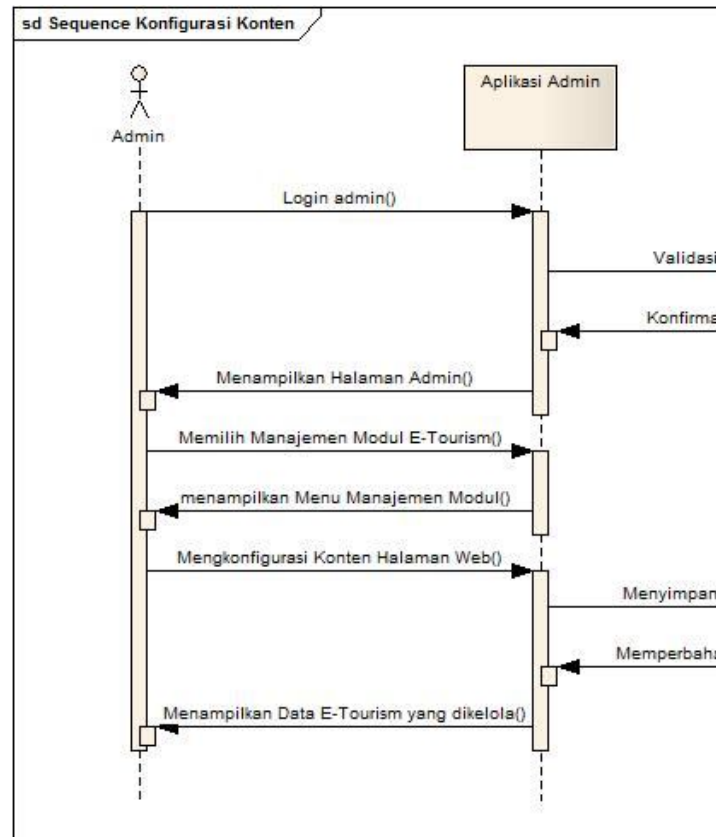 sd Sequence Konfigurasi Konten
Admin
Aplikasi Admin
Login admin()
Validasi
Konfirma
Menampilkan Halaman Admin()
Memilih Manajemen Modul E-Tourism()
menampilkan Menu Manajemen Modul()
Mengkonfigurasi Konten Halaman Web()
Menyimpan
Memperbaha
Menampilkan Data E-Tourism yang dikelola()